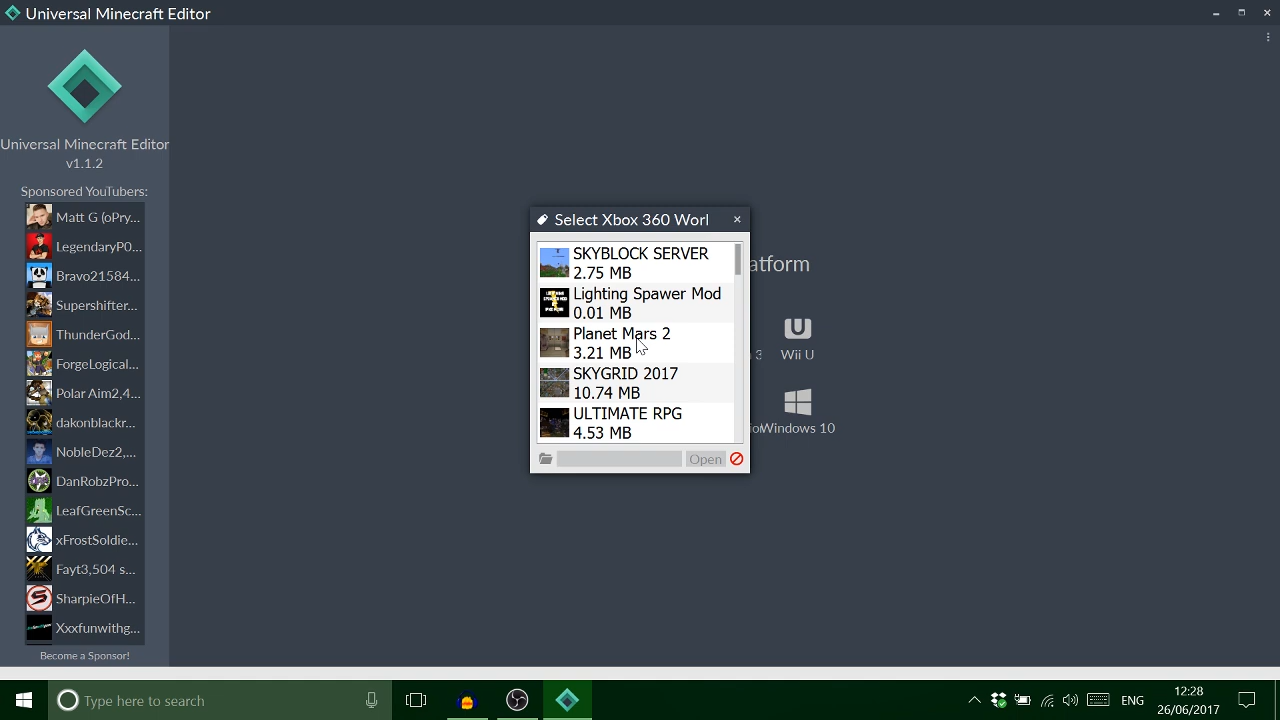 Universal Minecraft Editor
Universal Minecraft Editor
v1.1.2
Sponsored YouTubers:
Matt G (oPry...
LegendaryP0...
Bravo21584...
Supershifter...
ThunderGod...
ForgeLogical...
Polar Aim2,4...
dakonblackr...
NobleDez2,...
DanRobzPro...
LeafGreenSc...
xFrostSoldie...
Fayt3,504 s...
SharpieOfH...
Xxxfunwithg...
Become a Sponsor!
Select Xbox 360 Worl
SKYBLOCK SERVER
2.75 MB
Lighting Spawer Mod
0.01 MB
Planet Mars 2
3.21 MB
SKYGRID 2017
10.74 MB
ULTIMATE RPG
4.53 MB
Open
atform
3 Wii U
Windows 10
Type here to search
ENG
12:28
26/06/2017